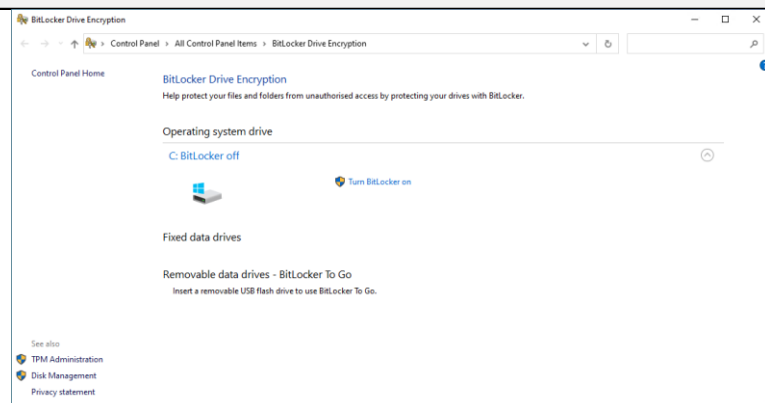 BitLocker Drive Encryption
Control Panel > All Control Panel Items > BitLocker Drive Encryption
Control Panel Home
BitLocker Drive Encryption
Help protect your files and folders from unauthorised access by protecting your drives with BitLocker.
Operating system drive
C: BitLocker off
Turn BitLocker on
Fixed data drives
Removable data drives - BitLocker To Go
Insert a removable USB flash drive to use BitLocker To Go.
See also
TPM Administration
Disk Management
Privacy statement